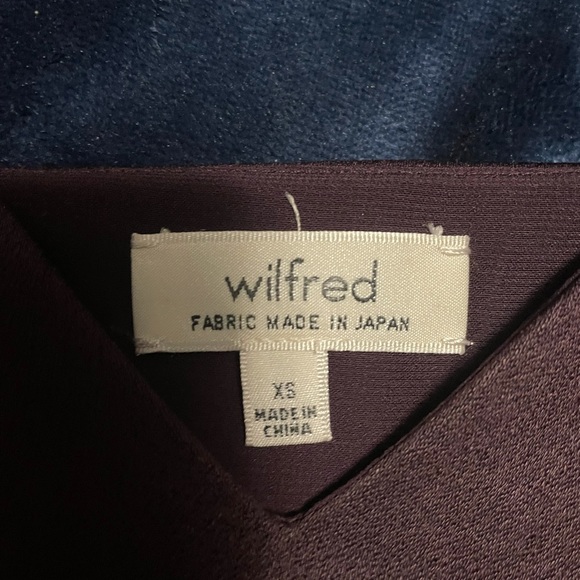 wilfred
FABRIC MADE IN JAPAN
XS
MADE IN
CHINA